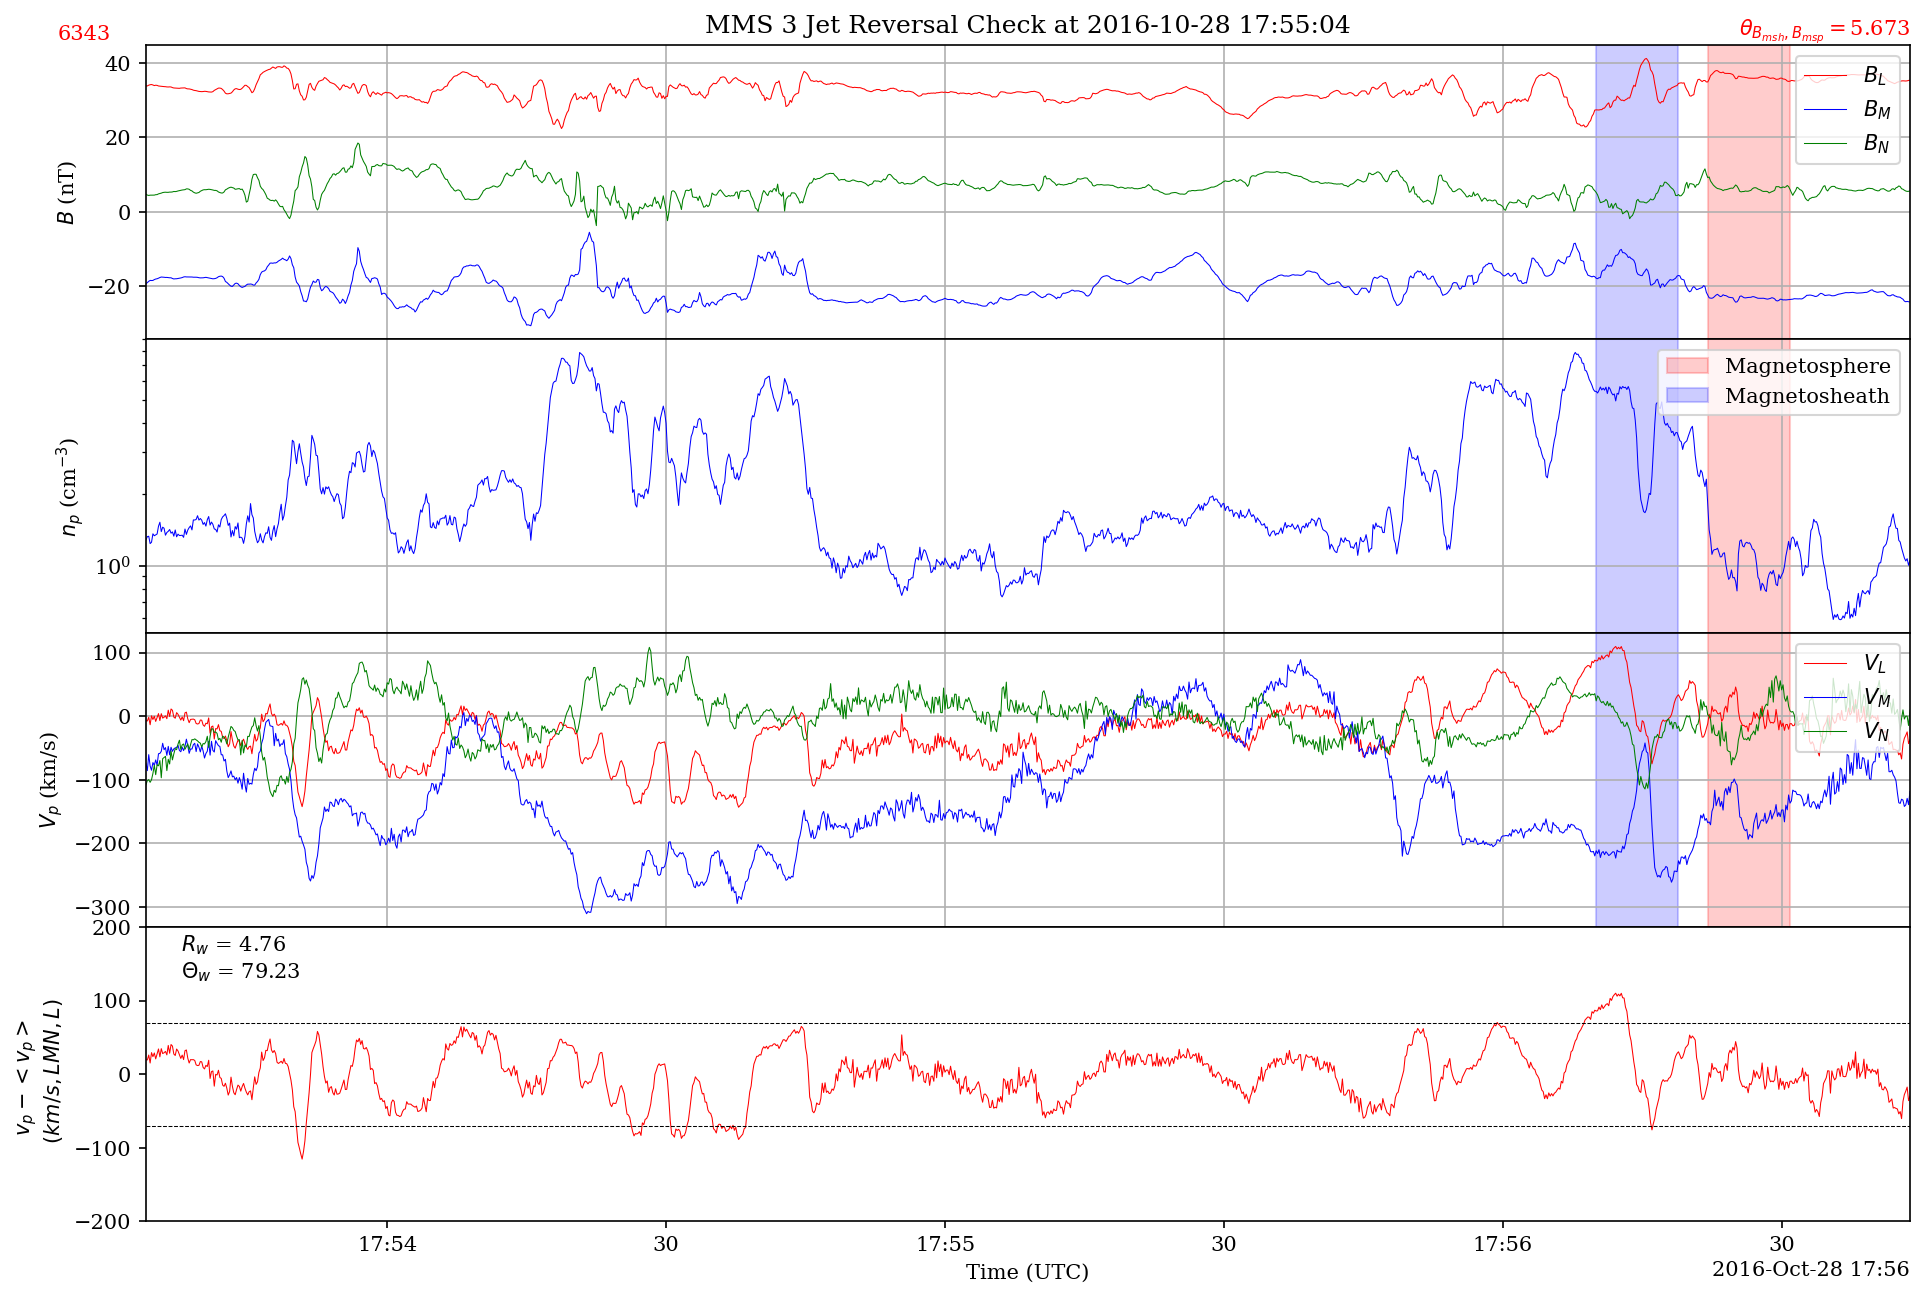 MMS 3 Jet Reversal Check at 2016-10-28 17:55:04
6343
θ_{B_{msh}, B_{msp}} = 5.673
40
20
0
−20
B (nT)
B_L
B_M
B_N
10⁰
n_p (cm⁻³)
Magnetosphere
Magnetosheath
100
0
−100
−200
−300
V_p (km/s)
V_L
V_M
V_N
200
100
0
−100
−200
v_p − < v_p >
(km/s, LMN, L)
R_w = 4.76
Θ_w = 79.23
17:54
30
17:55
30
17:56
30
Time (UTC)
2016-Oct-28 17:56